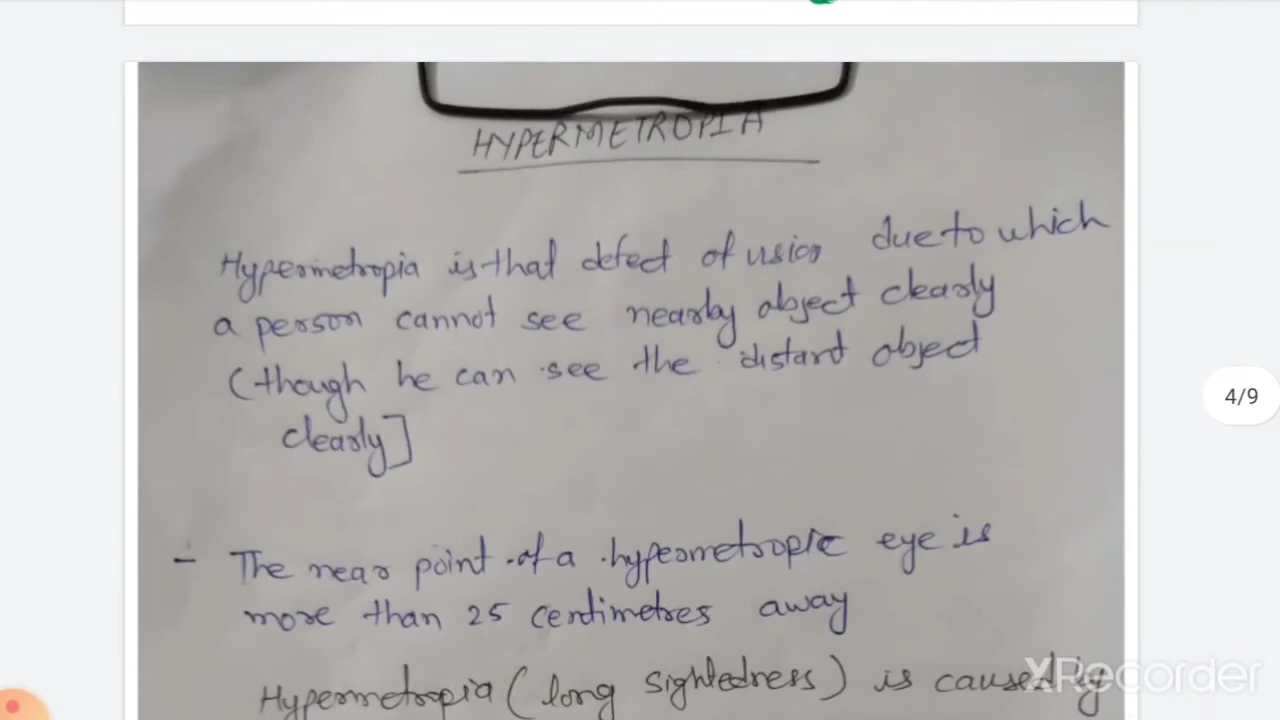 HYPERMETROPIA
Hypermetropia is that defect of vision due to which
a person cannot see nearby object clearly
(though he can see the distant object
clearly]
- The near point of a hypermetropic eye is
more than 25 centimetres away
Hypermetropia (long sightedness) is caused by
4/9
XRecorder